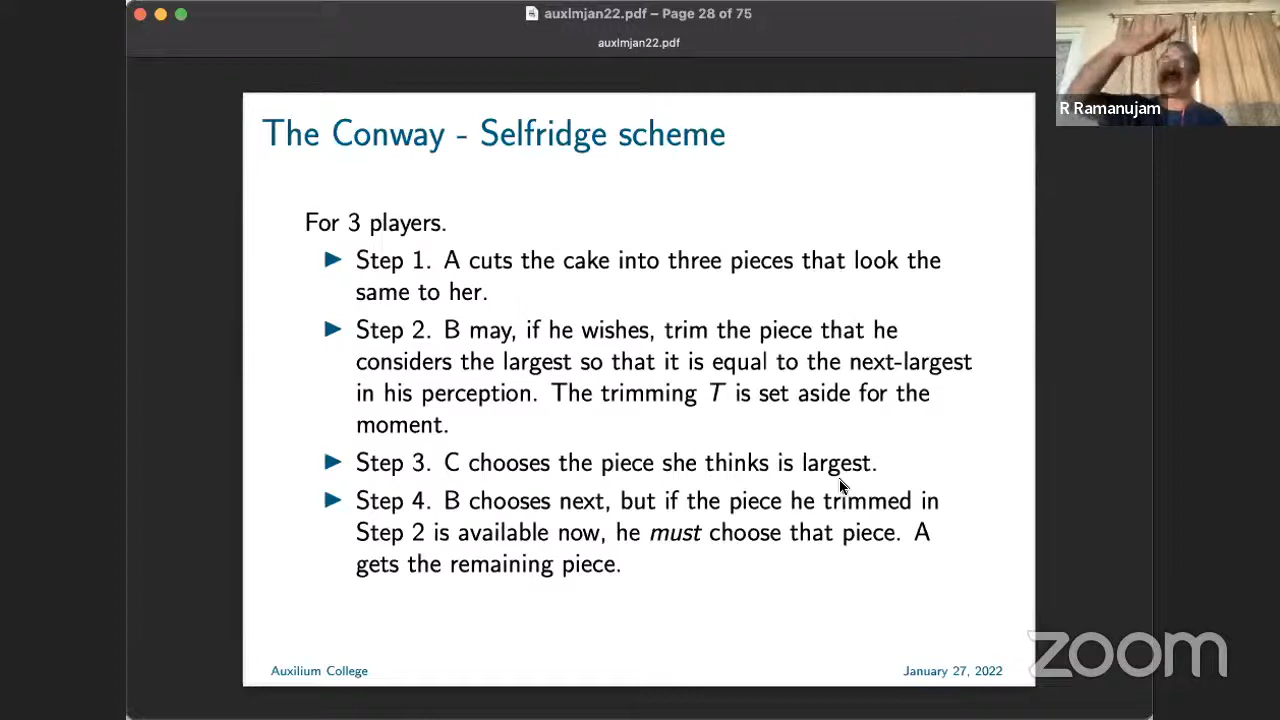 auxlmjan22.pdf – Page 28 of 75
auxlmjan22.pdf
R Ramanujam
The Conway - Selfridge scheme
For 3 players.
Step 1. A cuts the cake into three pieces that look the
same to her.
Step 2. B may, if he wishes, trim the piece that he
considers the largest so that it is equal to the next-largest
in his perception. The trimming T is set aside for the
moment.
Step 3. C chooses the piece she thinks is largest.
Step 4. B chooses next, but if the piece he trimmed in
Step 2 is available now, he must choose that piece. A
gets the remaining piece.
Auxilium College
January 27, 2022
zoom